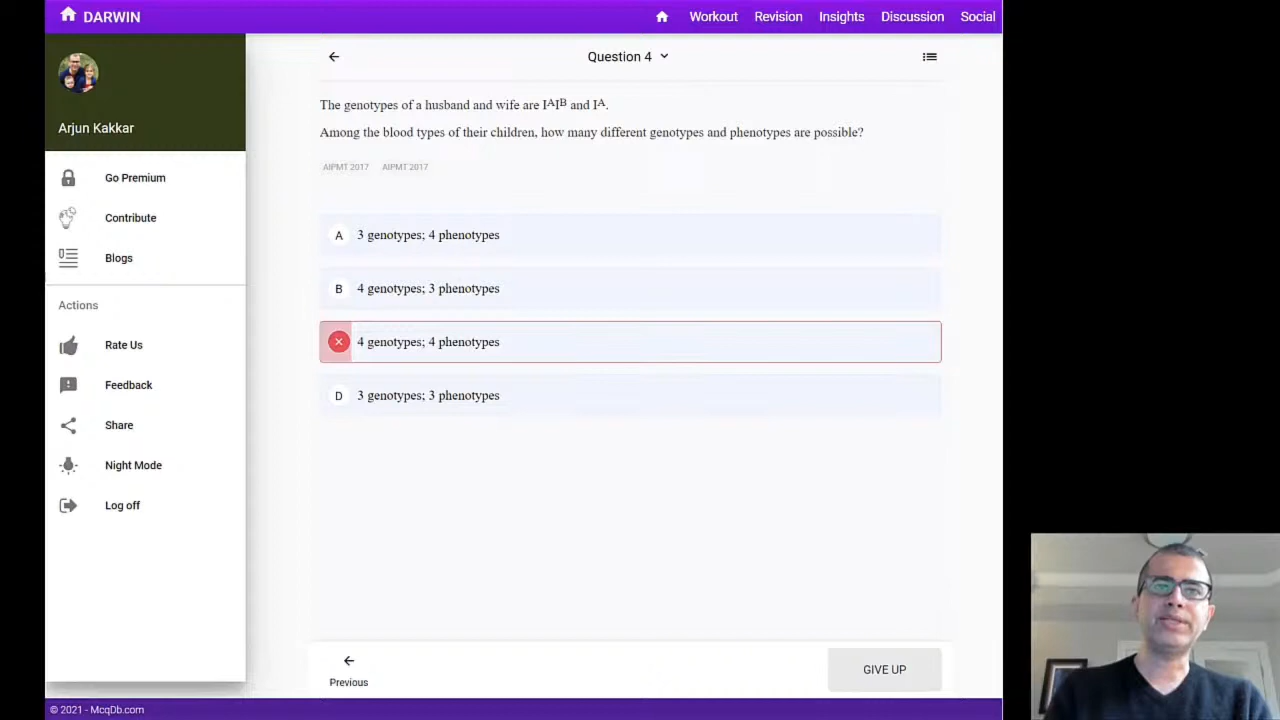 DARWIN
Workout Revision Insights Discussion Social
Arjun Kakkar
Go Premium
Contribute
Blogs
Actions
Rate Us
Feedback
Share
Night Mode
Log off
Question 4
The genotypes of a husband and wife are IᴬIᴮ and Iᴬ.
Among the blood types of their children, how many different genotypes and phenotypes are possible?
AIPMT 2017 AIPMT 2017
A 3 genotypes; 4 phenotypes
B 4 genotypes; 3 phenotypes
4 genotypes; 4 phenotypes
D 3 genotypes; 3 phenotypes
Previous
GIVE UP
© 2021 - McqDb.com